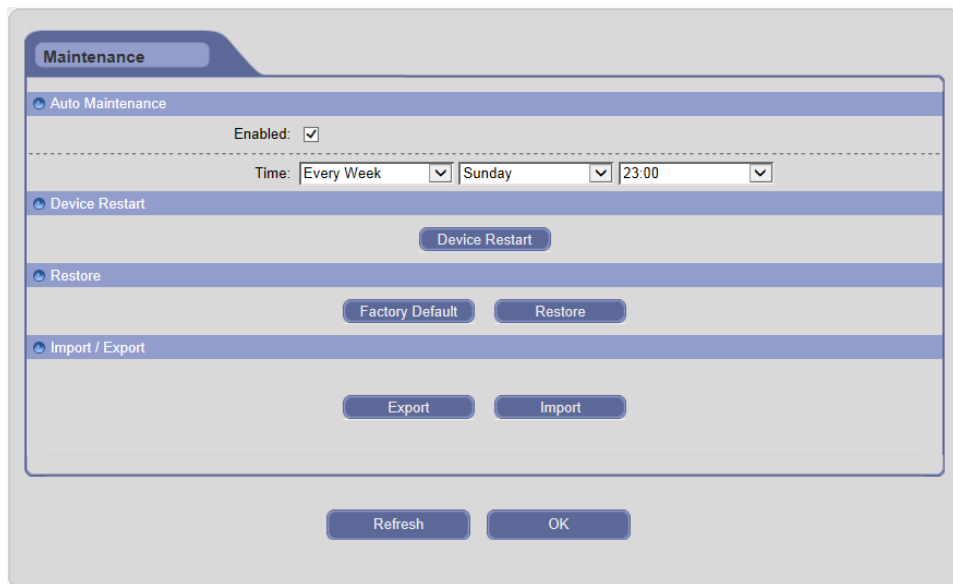 Maintenance
Auto Maintenance
Enabled:
Time: Every Week Sunday 23:00
Device Restart
Device Restart
Restore
Factory Default Restore
Import / Export
Export Import
Refresh OK